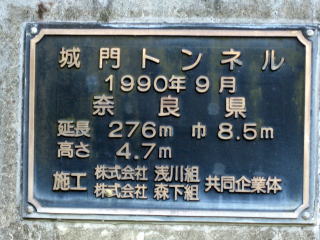 城門トンネル
1990年9月
奈良県
延長 276m 巾 8.5m
高さ 4.7m
施工 株式会社 浅川組 共同企業体
株式会社 森下組